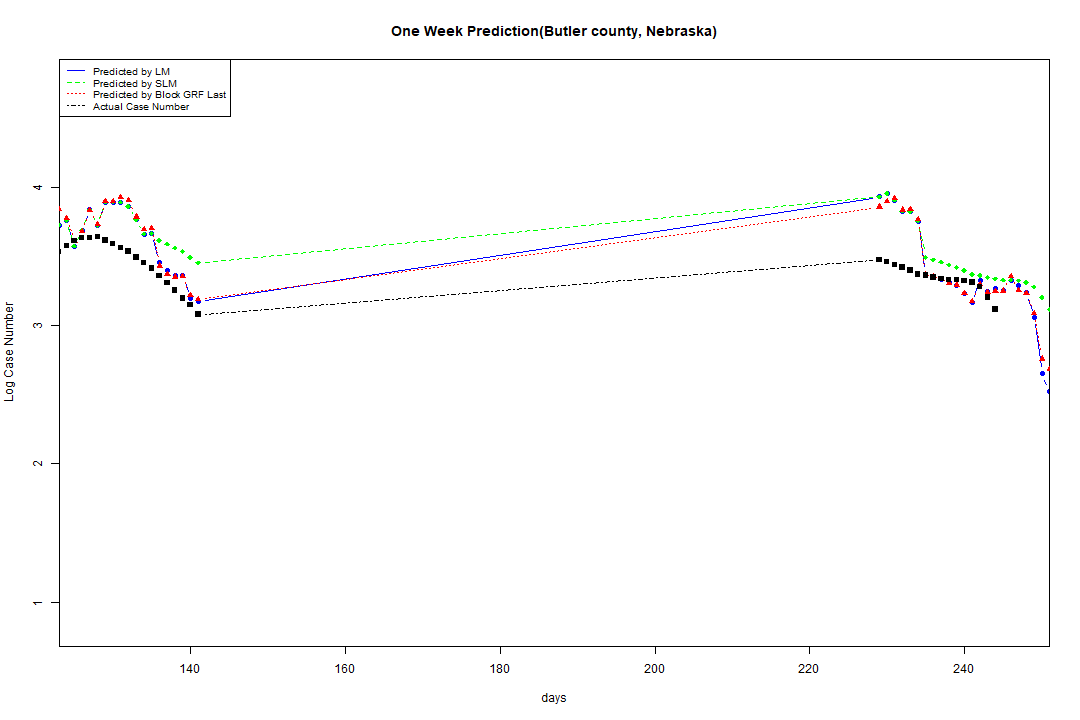 One Week Prediction(Butler county, Nebraska)
Predicted by LM
Predicted by SLM
Predicted by Block GRF Last
Actual Case Number
4
3
2
1
Log Case Number
140 160 180 200 220 240
days